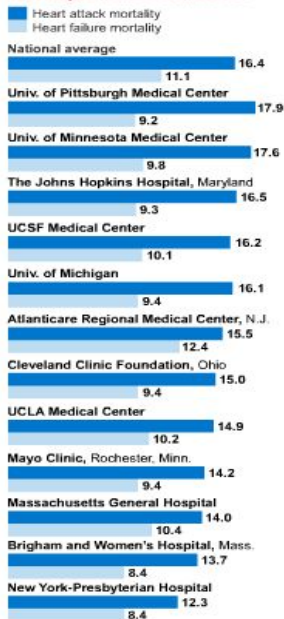 Heart attack mortality
Heart failure mortality
National average
16.4
11.1
Univ. of Pittsburgh Medical Center
17.9
9.2
Univ. of Minnesota Medical Center
17.6
9.8
The Johns Hopkins Hospital, Maryland
16.5
9.3
UCSF Medical Center
16.2
10.1
Univ. of Michigan
16.1
9.4
Atlanticare Regional Medical Center, N.J.
15.5
12.4
Cleveland Clinic Foundation, Ohio
15.0
9.4
UCLA Medical Center
14.9
10.2
Mayo Clinic, Rochester, Minn.
14.2
9.4
Massachusetts General Hospital
14.0
10.4
Brigham and Women's Hospital, Mass.
13.7
8.4
New York-Presbyterian Hospital
12.3
8.4